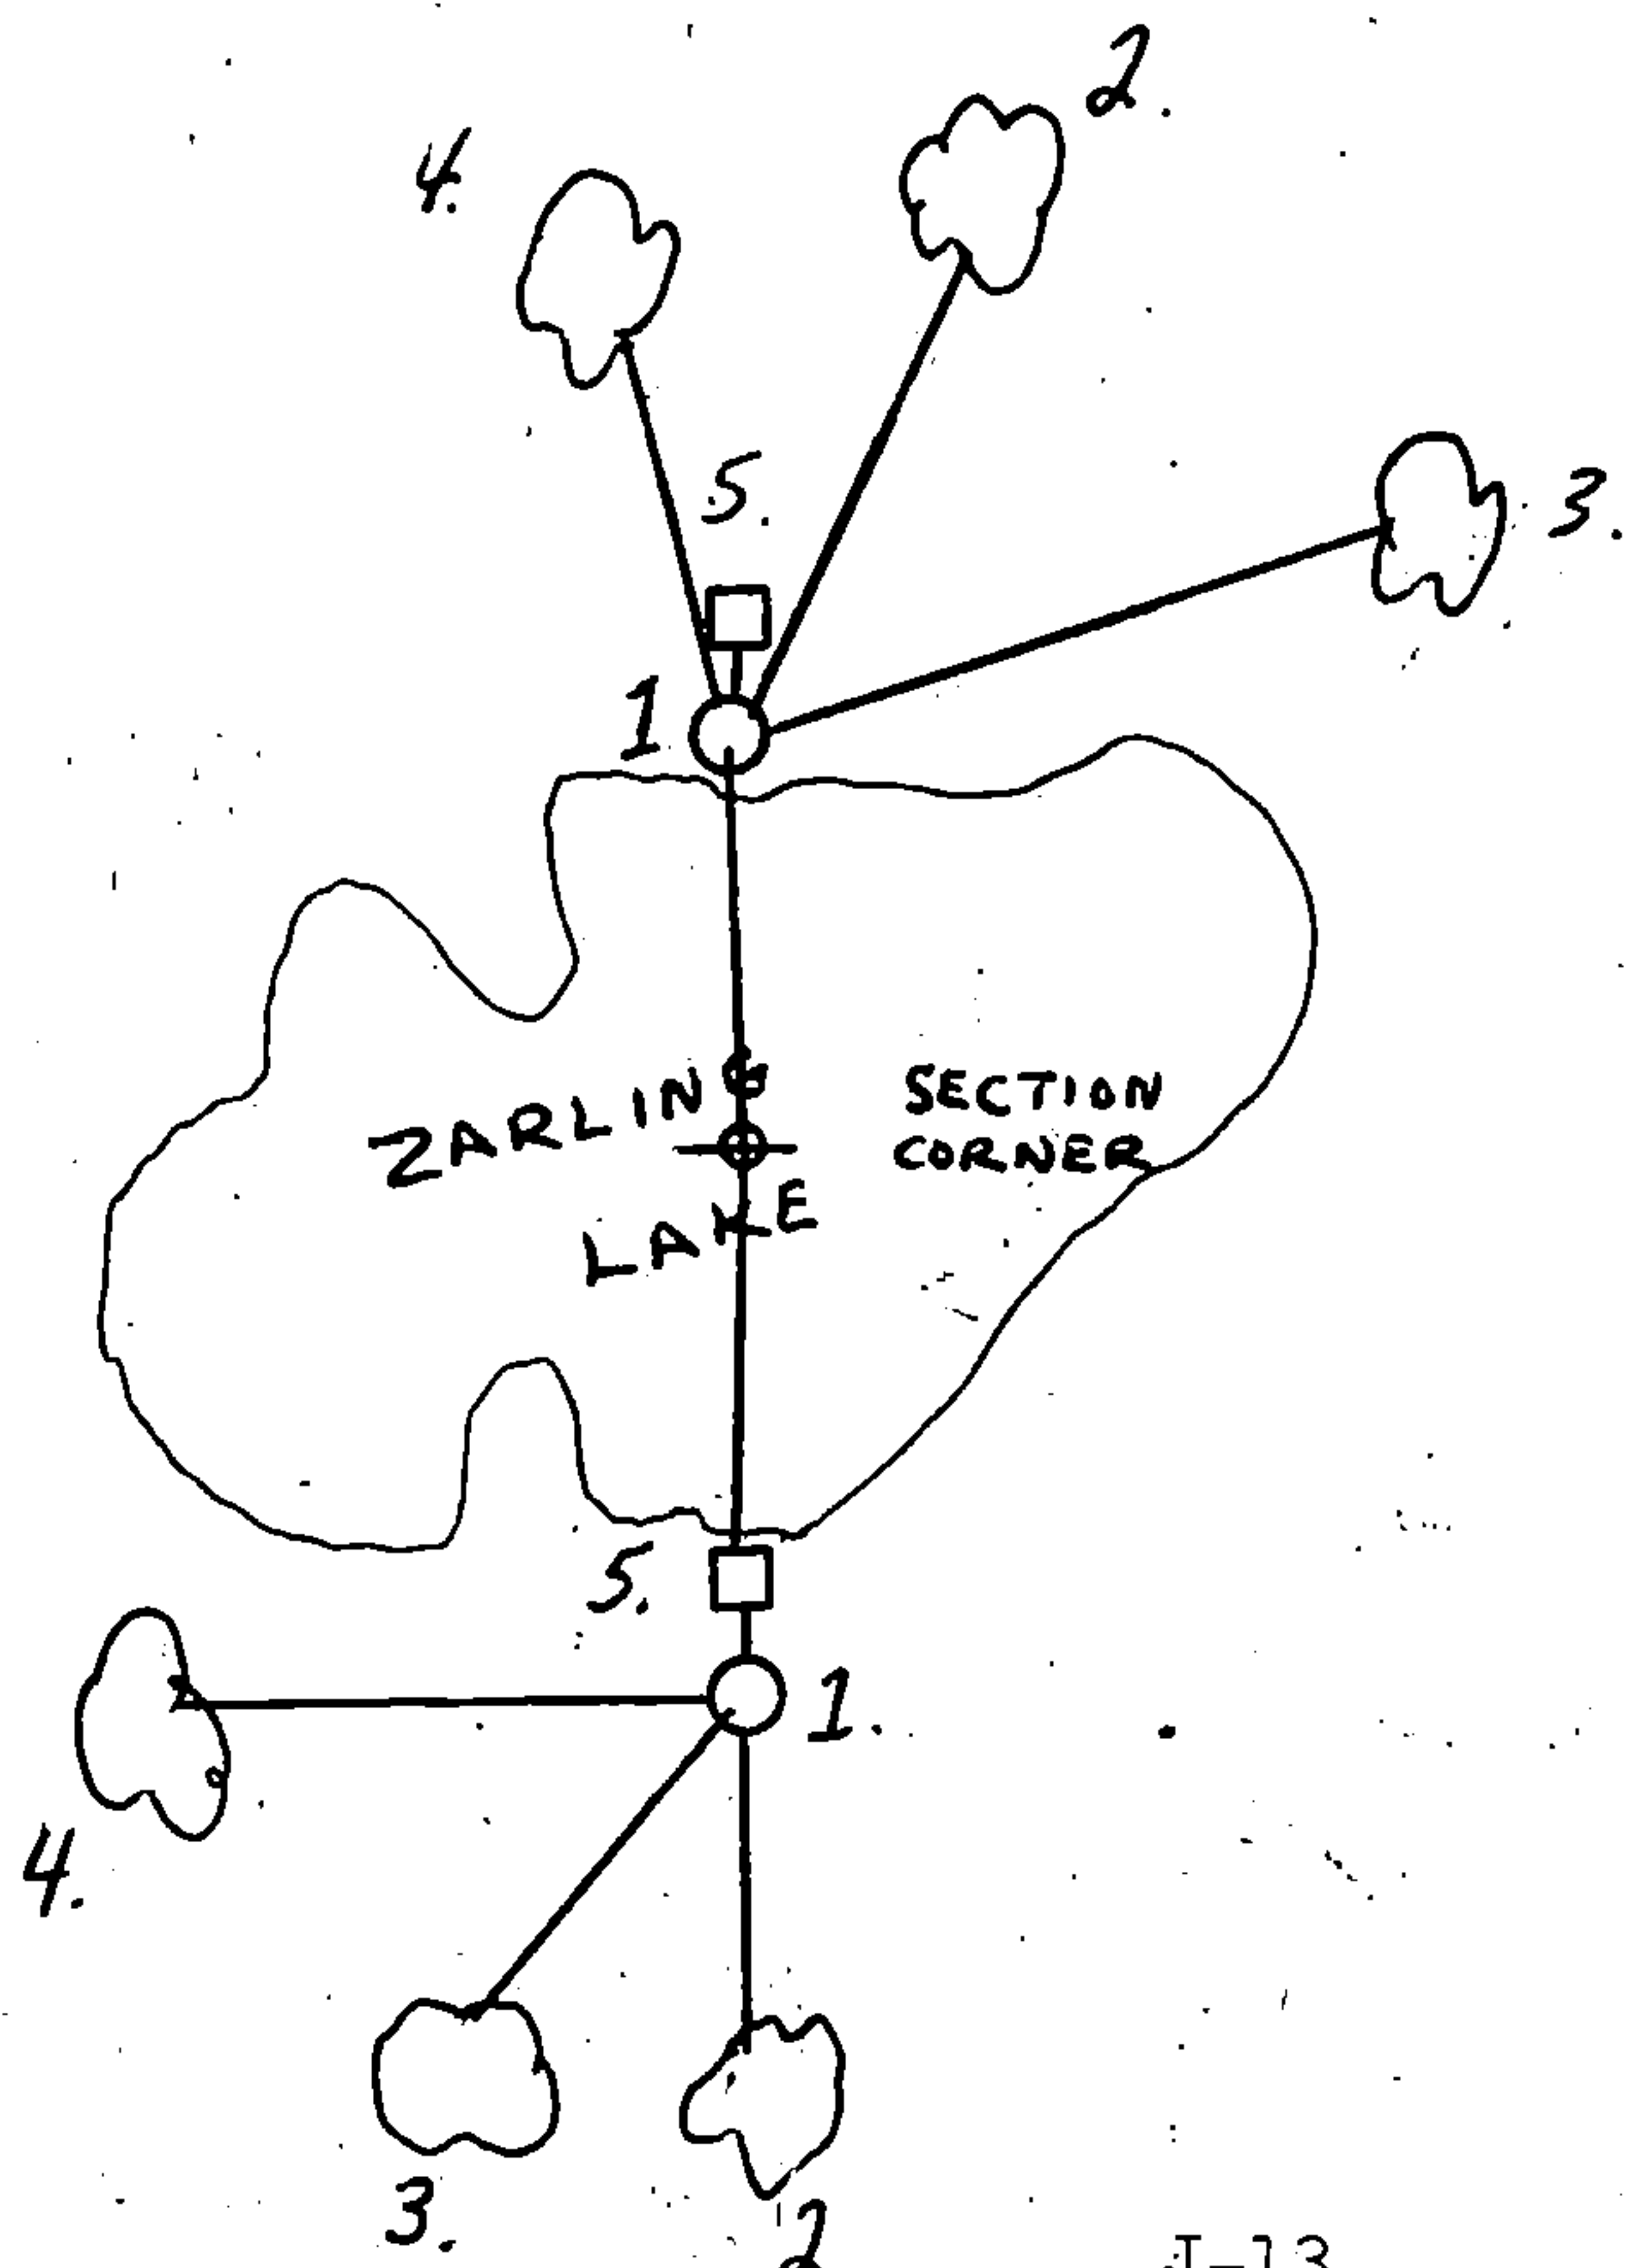 2.
4.
3.
5.
1
ZARLING
LAKE
SECTION
CORNER
5.
1.
4.
3.
2
J-13